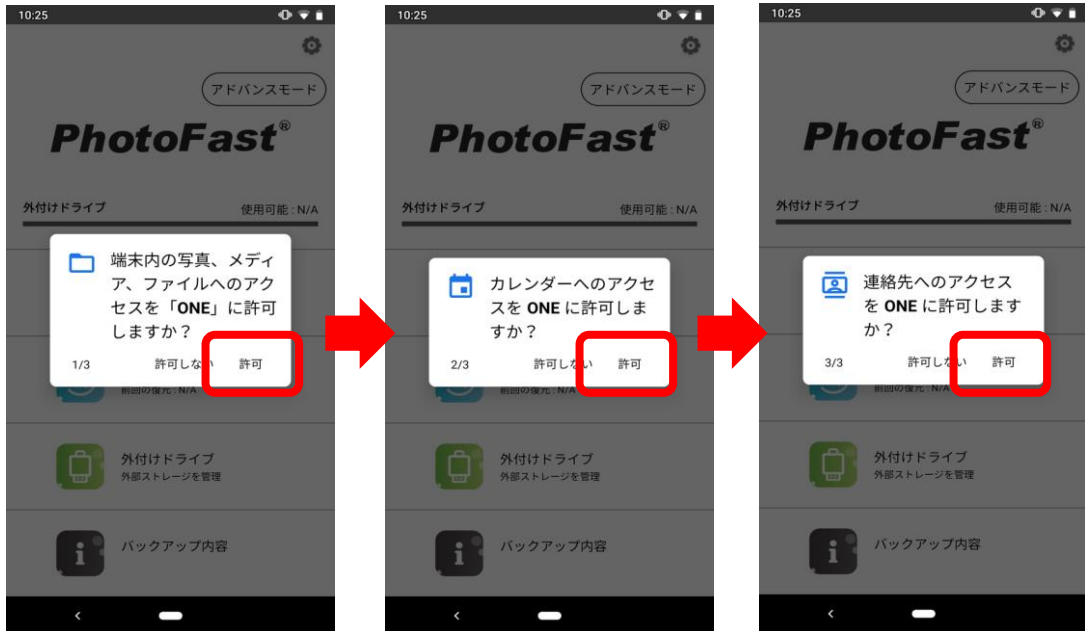 10:25
アドバンスモード
PhotoFast®
外付けドライブ 使用可能 : N/A
端末内の写真、メディ
ア、ファイルへのアク
セスを「ONE」に許可
しますか？
1/3 許可しない 許可
前回の復元 : N/A
外付けドライブ
外部ストレージを管理
バックアップ内容
10:25
アドバンスモード
PhotoFast®
外付けドライブ 使用可能 : N/A
カレンダーへのアクセ
スを ONE に許可しま
すか？
2/3 許可しない 許可
前回の復元 : N/A
外付けドライブ
外部ストレージを管理
バックアップ内容
10:25
アドバンスモード
PhotoFast®
外付けドライブ 使用可能 : N/A
連絡先へのアクセス
を ONE に許可します
か？
3/3 許可しない 許可
前回の復元 : N/A
外付けドライブ
外部ストレージを管理
バックアップ内容